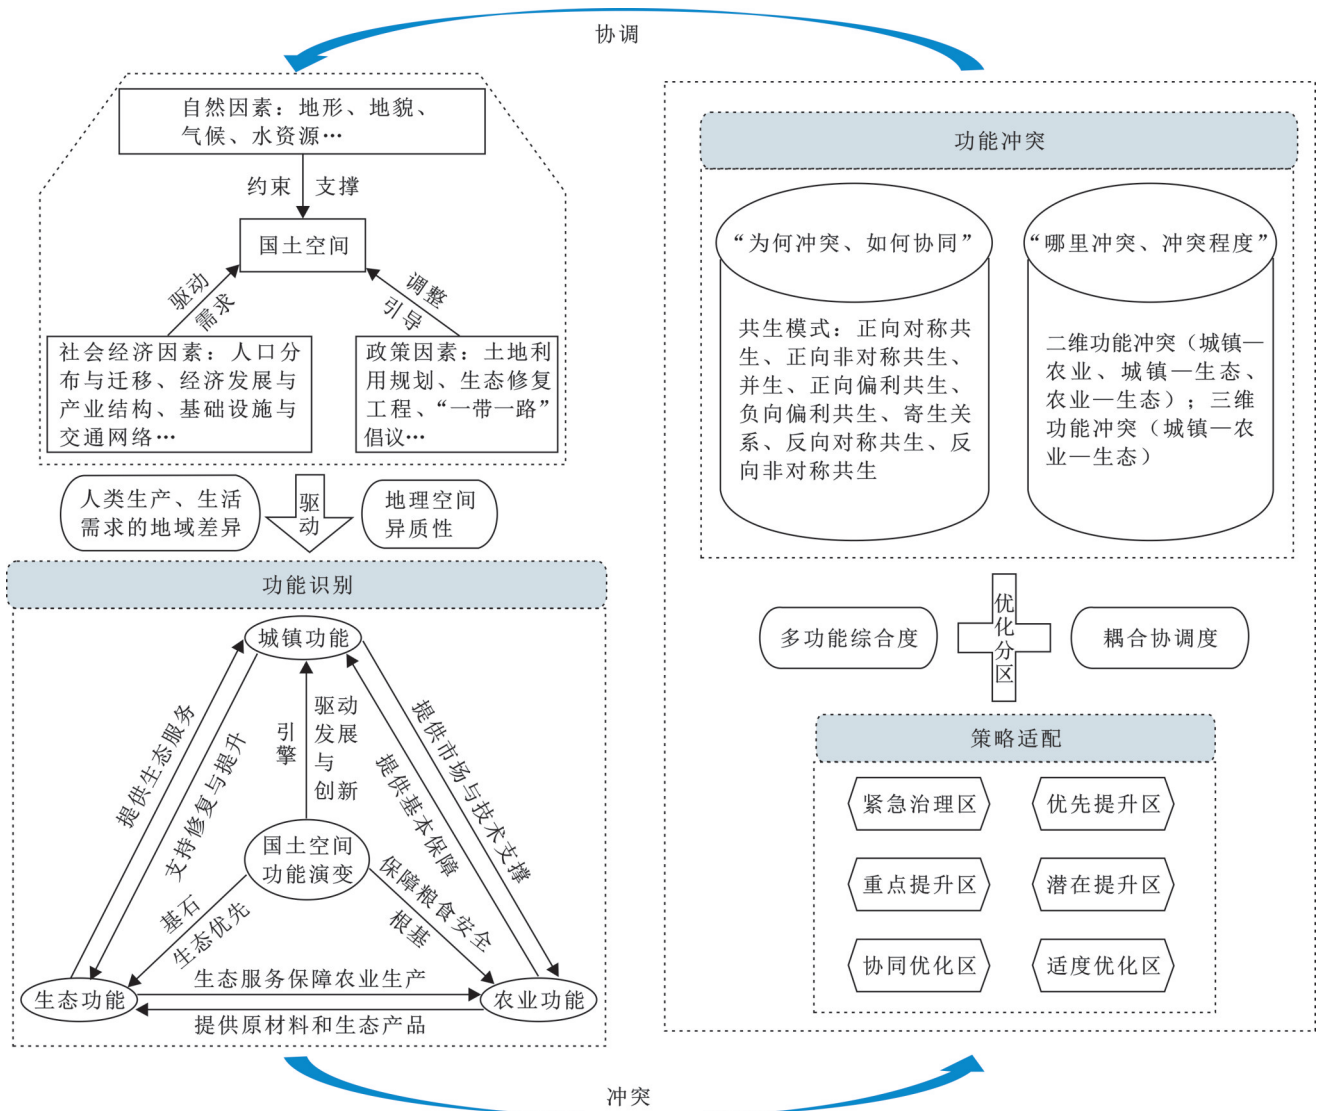 协调
自然因素：地形、地貌、
气候、水资源…
约束
支撑
国土空间
驱动
需求
调整
引导
社会经济因素：人口分
布与迁移、经济发展与
产业结构、基础设施与
交通网络…
政策因素：土地利
用规划、生态修复
工程、“一带一路”
倡议…
人类生产、生活
需求的地域差异
驱动
地理空间
异质性
功能识别
城镇功能
提供生态服务
支持修复与提升
引擎
驱动
发展
与
创新
提供基本保障
提供市场与技术支撑
国土空间
功能演变
基石
生态优先
保障粮食安全
根基
生态功能
生态服务保障农业生产
提供原材料和生态产品
农业功能
功能冲突
“为何冲突、如何协同”
共生模式：正向对称共
生、正向非对称共生、
并生、正向偏利共生、
负向偏利共生、寄生关
系、反向对称共生、反
向非对称共生
“哪里冲突、冲突程度”
二维功能冲突（城镇—
农业、城镇—生态、
农业—生态）；三维
功能冲突（城镇—农
业—生态）
多功能综合度
优化分区
耦合协调度
策略适配
紧急治理区
优先提升区
重点提升区
潜在提升区
协同优化区
适度优化区
冲突